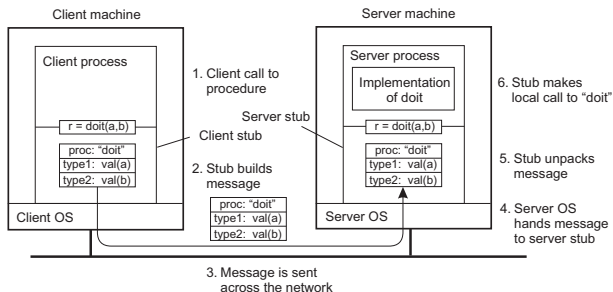 Client machine
Server machine
Client process
1. Client call to
procedure
Server process
Implementation
of doit
6. Stub makes
local call to “doit”
Server stub
r = doit(a,b)
Client stub
r = doit(a,b)
proc: “doit”
type1: val(a)
type2: val(b)
2. Stub builds
message
proc: “doit”
type1: val(a)
type2: val(b)
proc: “doit”
type1: val(a)
type2: val(b)
5. Stub unpacks
message
Client OS
Server OS
4. Server OS
hands message
to server stub
3. Message is sent
across the network